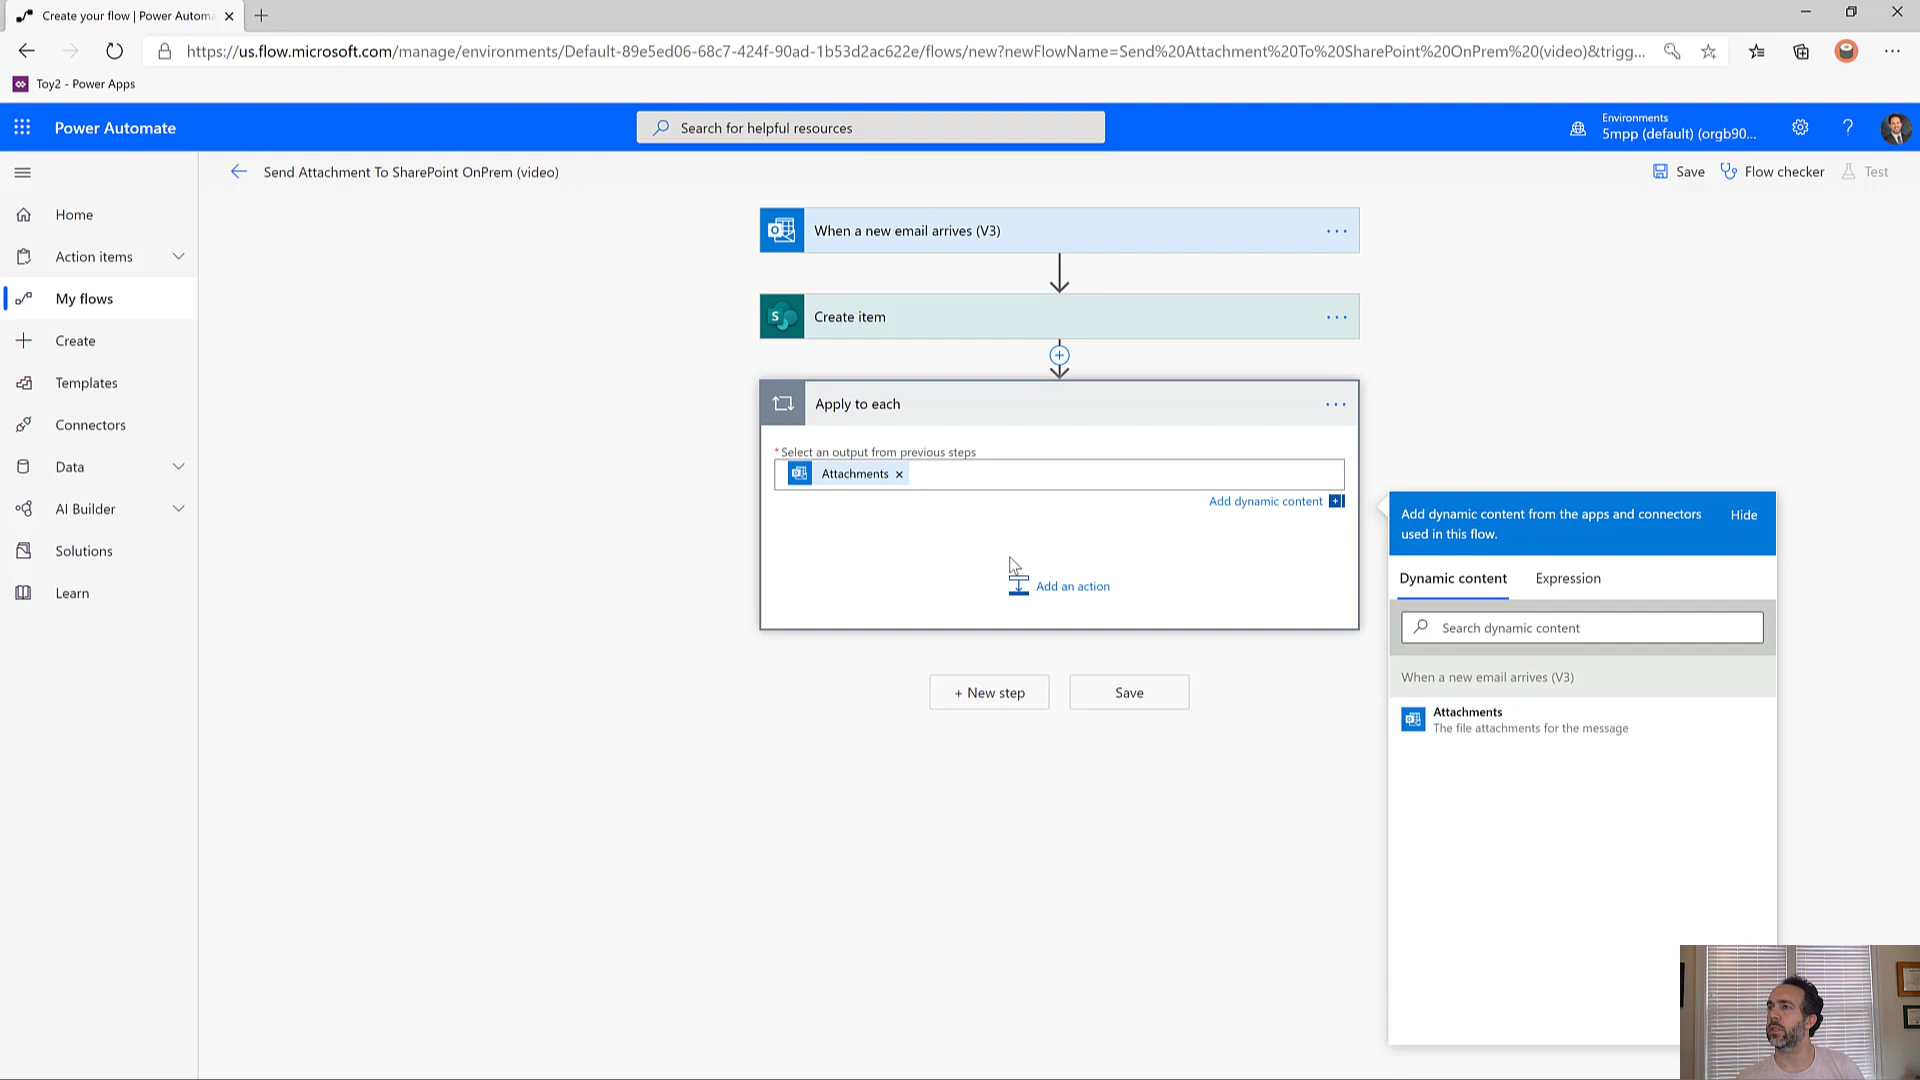 Create your flow | Power Automa
https://us.flow.microsoft.com/manage/environments/Default-89e5ed06-68c7-424f-90ad-1b53d2ac622e/flows/new?newFlowName=Send%20Attachment%20To%20SharePoint%20OnPrem%20(video)&trigg...
Toy2 - Power Apps
Power Automate
Search for helpful resources
Environments
5mpp (default) (orgb90...
Send Attachment To SharePoint OnPrem (video)
Save
Flow checker
Test
Home
Action items
My flows
Create
Templates
Connectors
Data
AI Builder
Solutions
Learn
When a new email arrives (V3)
Create item
S
Apply to each
* Select an output from previous steps
Attachments
Add dynamic content
Add an action
+ New step
Save
Add dynamic content from the apps and connectors
used in this flow.
Hide
Dynamic content
Expression
Search dynamic content
When a new email arrives (V3)
Attachments
The file attachments for the message